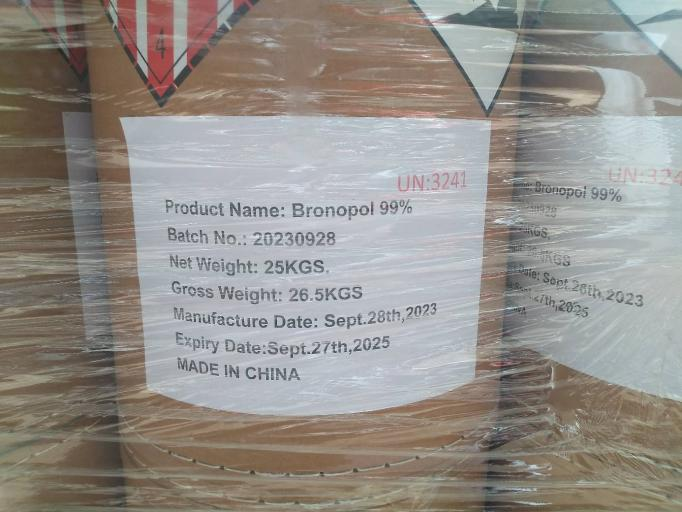 4
UN:3241
Product Name: Bronopol 99%
Batch No.: 20230928
Net Weight: 25KGS.
Gross Weight: 26.5KGS
Manufacture Date: Sept.28th,2023
Expiry Date:Sept.27th,2025
MADE IN CHINA
UN:324
Bronopol 99%
KGS
Date: Sept.28th,2023
27th,2025